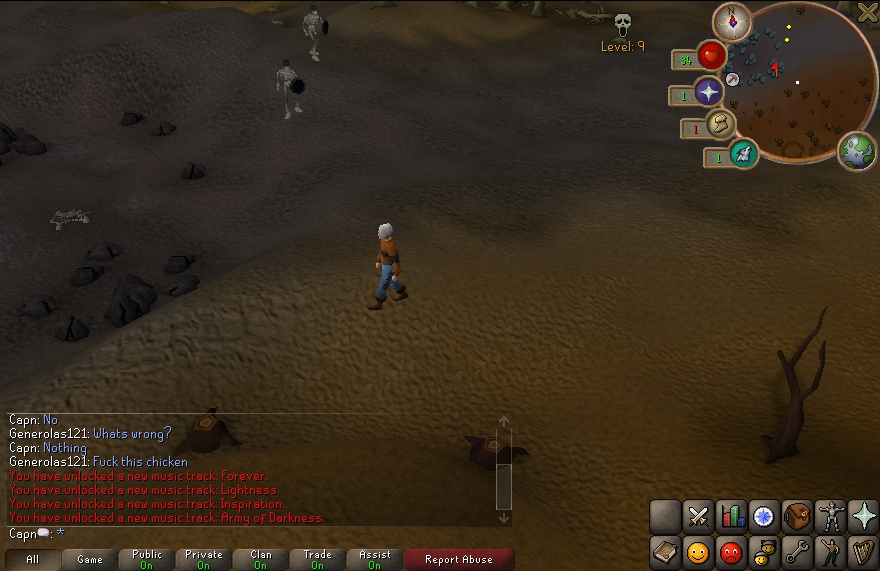 Level: 9
N
34
1
1
1
Capn: No
Generolas121: Whats wrong?
Capn: Nothing
Generolas121: Fuck this chicken
You have unlocked a new music track: Forever.
You have unlocked a new music track: Lightness.
You have unlocked a new music track: Inspiration.
You have unlocked a new music track: Army of Darkness.
Capn: *
All Game Public On Private On Clan On Trade On Assist On Report Abuse